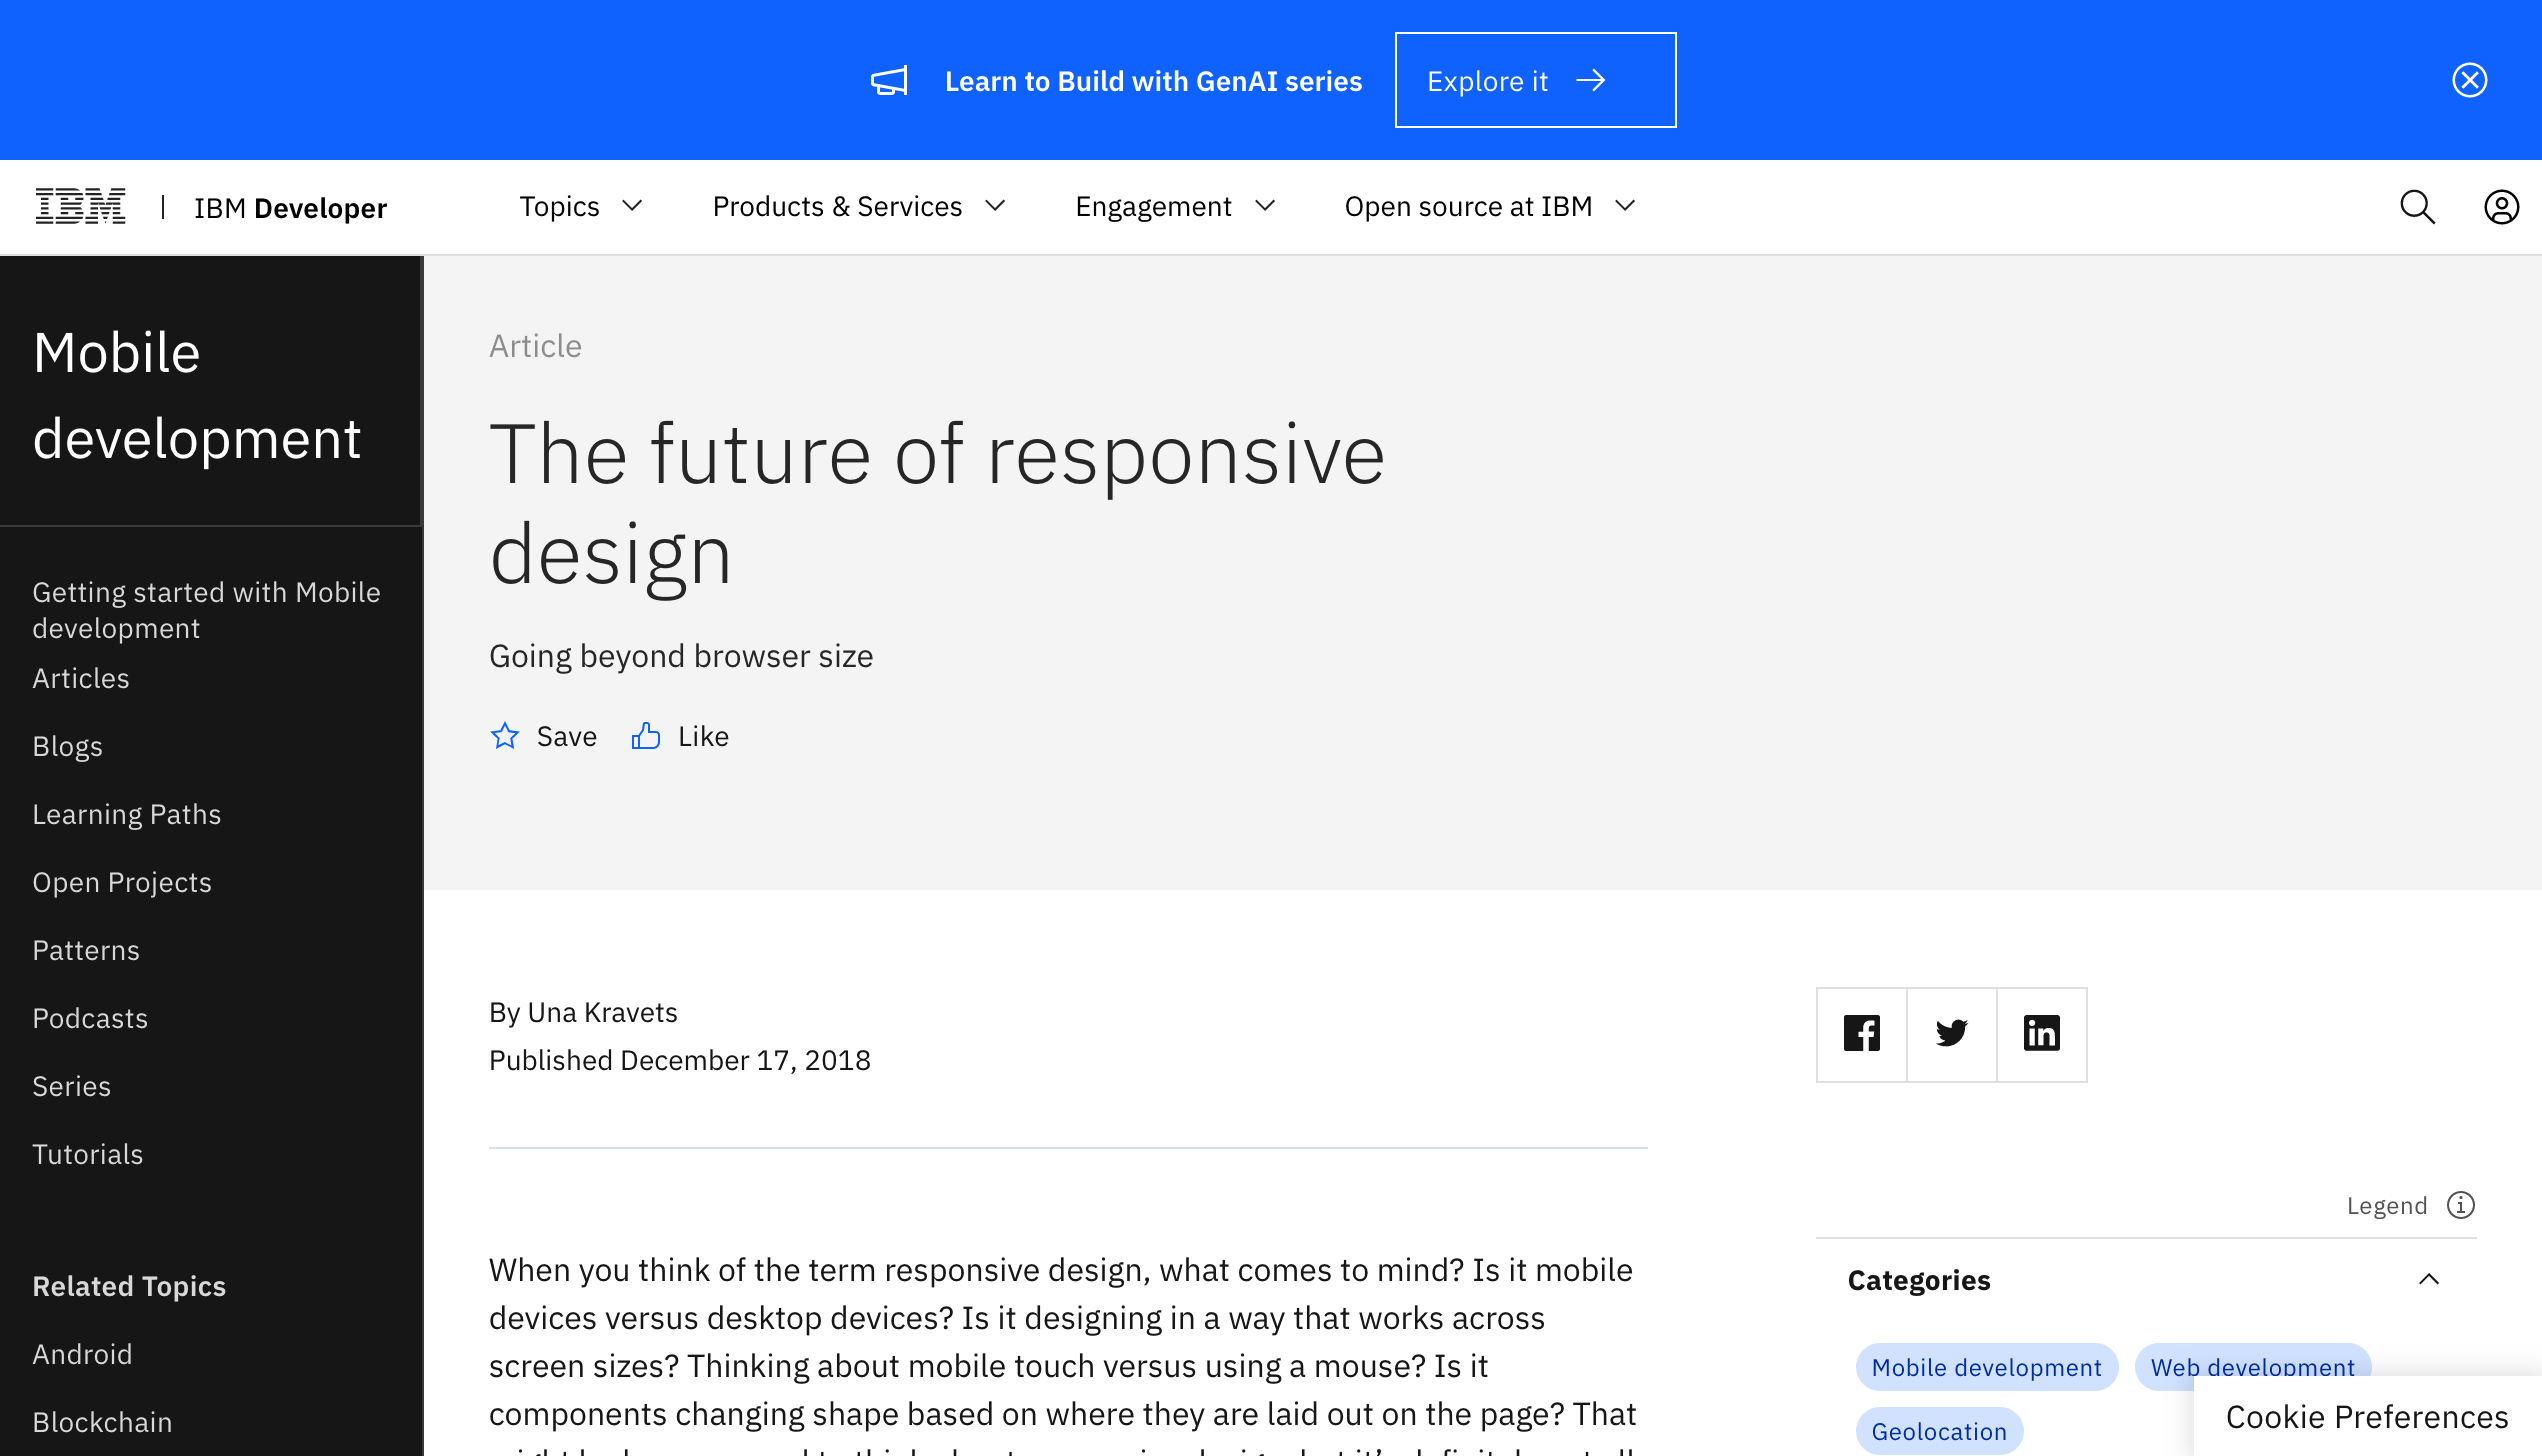 Learn to Build with GenAI series
Explore it
IBM
IBM Developer
Topics
Products & Services
Engagement
Open source at IBM
Mobile
development
Getting started with Mobile
development
Articles
Blogs
Learning Paths
Open Projects
Patterns
Podcasts
Series
Tutorials
Related Topics
Android
Blockchain
Article
The future of responsive
design
Going beyond browser size
Save
Like
By Una Kravets
Published December 17, 2018
When you think of the term responsive design, what comes to mind? Is it mobile
devices versus desktop devices? Is it designing in a way that works across
screen sizes? Thinking about mobile touch versus using a mouse? Is it
components changing shape based on where they are laid out on the page? That
Legend
Categories
Mobile development
Web development
Geolocation
Cookie Preferences